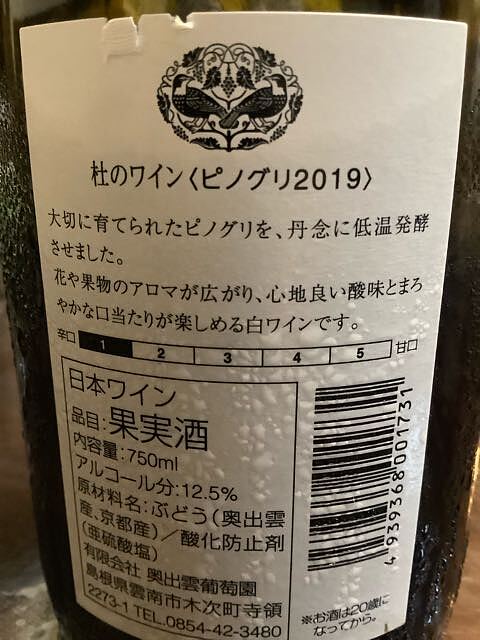 杜のワイン〈ピノグリ2019〉
大切に育てられたピノグリを、丹念に低温発酵
させました。
花や果物のアロマが広がり、心地良い酸味とまろ
やかな口当たりが楽しめる白ワインです。
辛口 1 2 3 4 5 甘口
日本ワイン
品目:果実酒
内容量:750ml
アルコール分:12.5%
原材料名:ぶどう(奥出雲
産、京都産)/酸化防止剤
(亜硫酸塩)
有限会社 奥出雲葡萄園
島根県雲南市木次町寺領
2273-1 TEL.0854-42-3480
4 939368 001731
※お酒は20歳に
なってから。